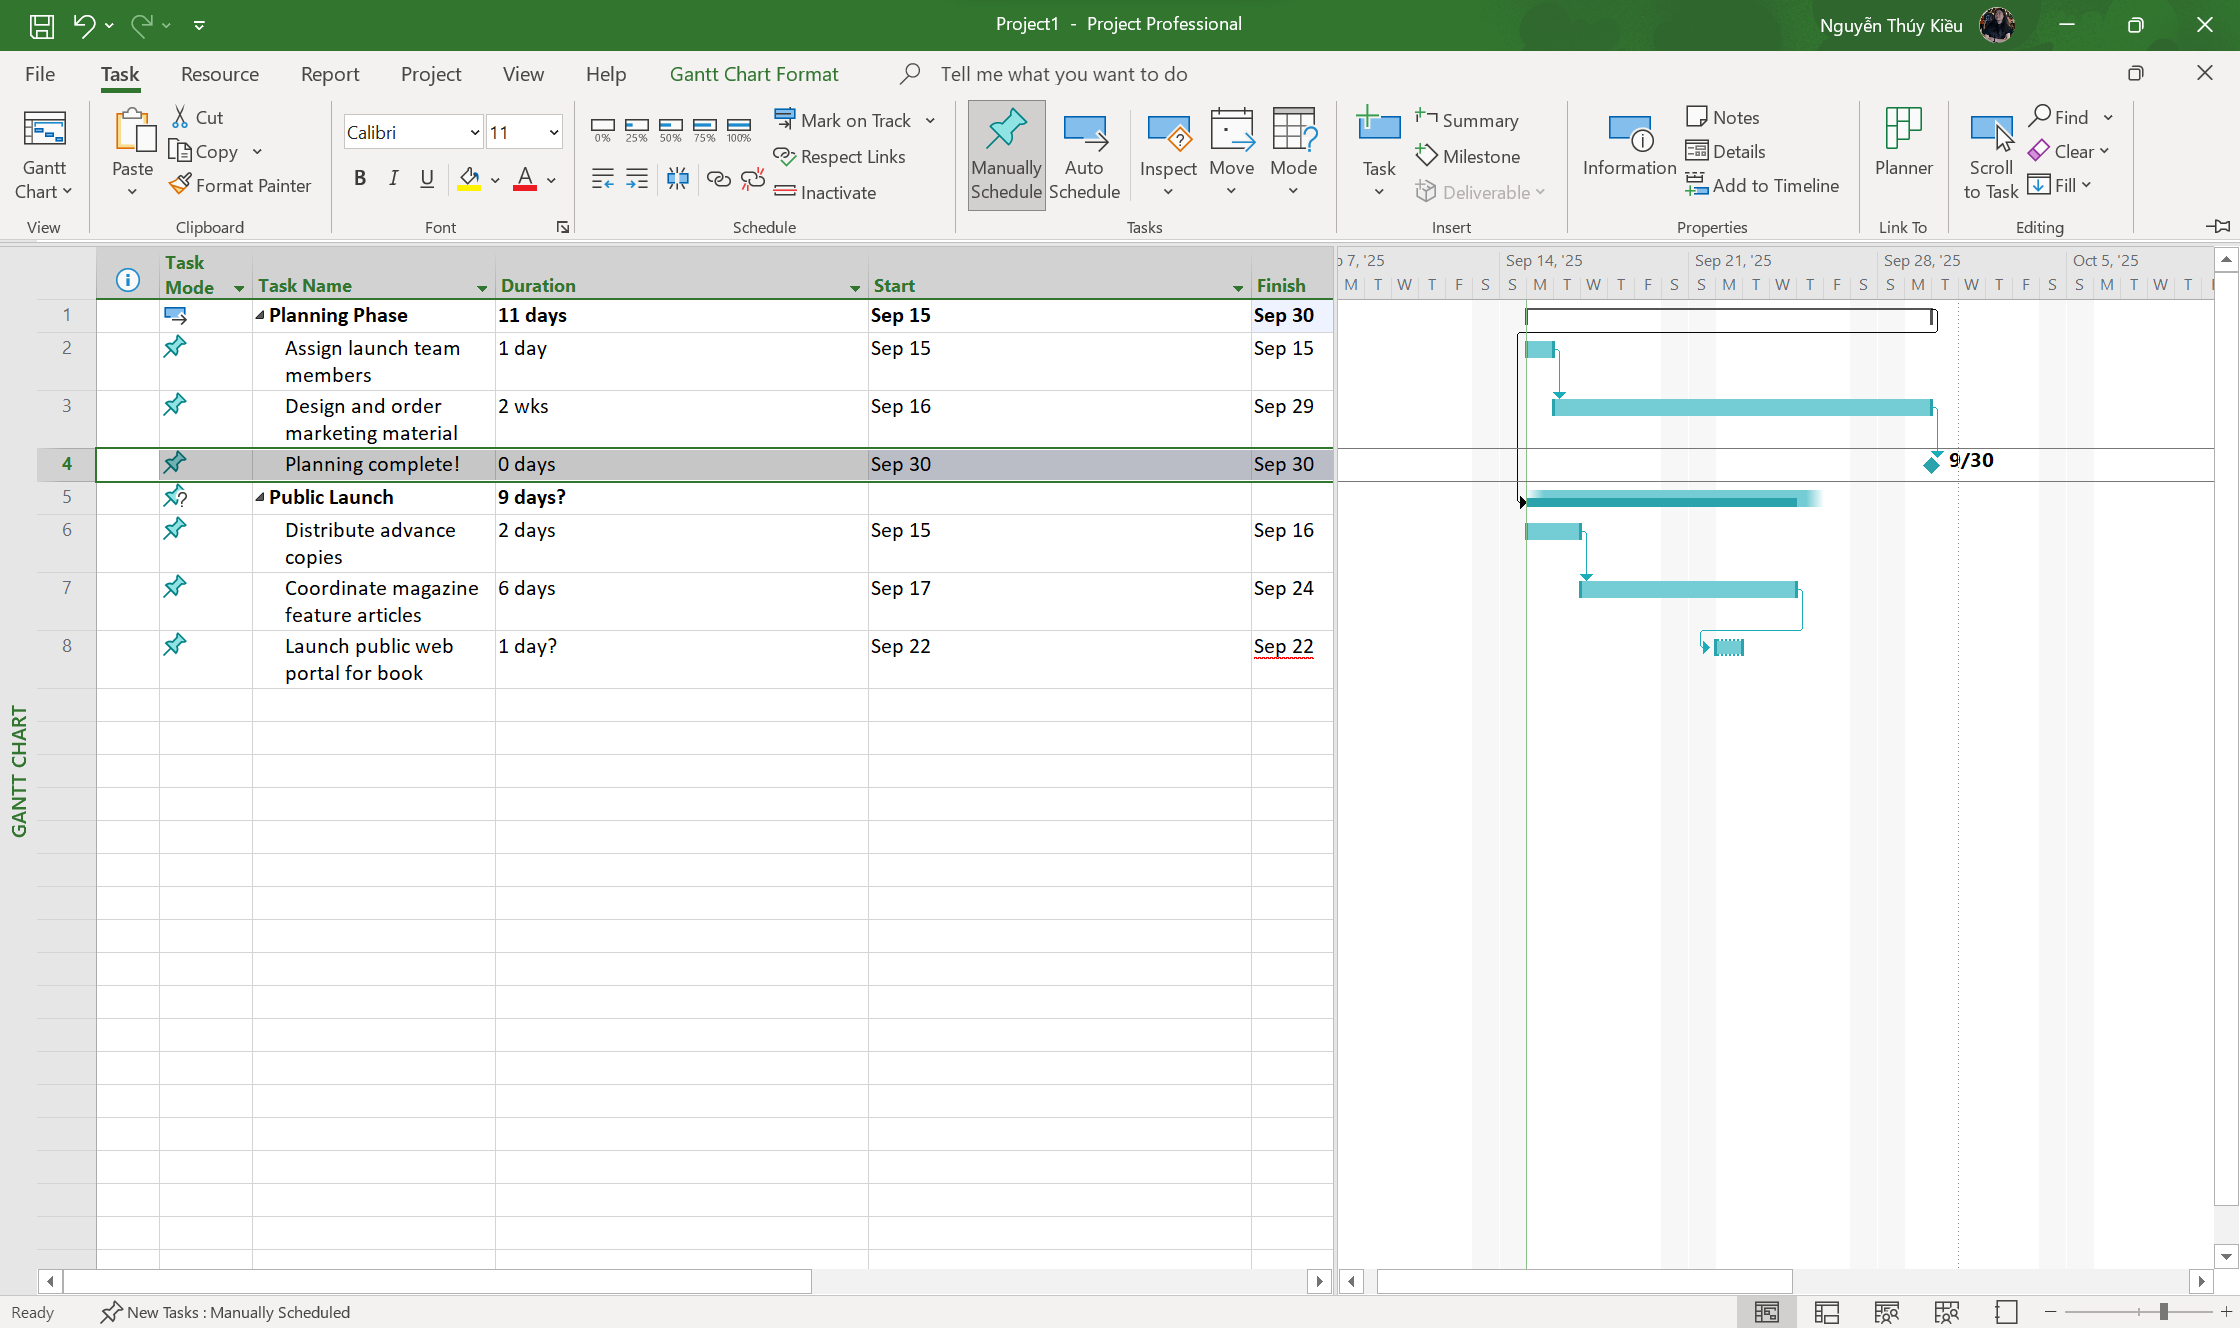 Project1 - Project Professional
Nguyễn Thúy Kiều
File Task Resource Report Project View Help Gantt Chart Format Tell me what you want to do
Gantt Chart
View
Paste
Cut
Copy
Format Painter
Clipboard
Calibri 11
B I U A
Font
0% 25% 50% 75% 100%
Mark on Track
Respect Links
Inactivate
Schedule
Manually Schedule
Auto Schedule
Inspect
Move
Mode
Tasks
Task
Summary
Milestone
Deliverable
Insert
Information
Notes
Details
Add to Timeline
Properties
Planner
Link To
Scroll to Task
Find
Clear
Fill
Editing
Task Mode Task Name Duration Start Finish
7, '25 Sep 14, '25 Sep 21, '25 Sep 28, '25 Oct 5, '25
M T W T F S S M T W T F S S M T W T F S S M T W T F S S M T W T
1 Planning Phase 11 days Sep 15 Sep 30
2 Assign launch team members 1 day Sep 15 Sep 15
3 Design and order marketing material 2 wks Sep 16 Sep 29
4 Planning complete! 0 days Sep 30 Sep 30
9/30
5 Public Launch 9 days?
6 Distribute advance copies 2 days Sep 15 Sep 16
7 Coordinate magazine feature articles 6 days Sep 17 Sep 24
8 Launch public web portal for book 1 day? Sep 22 Sep 22
GANTT CHART
Ready New Tasks : Manually Scheduled